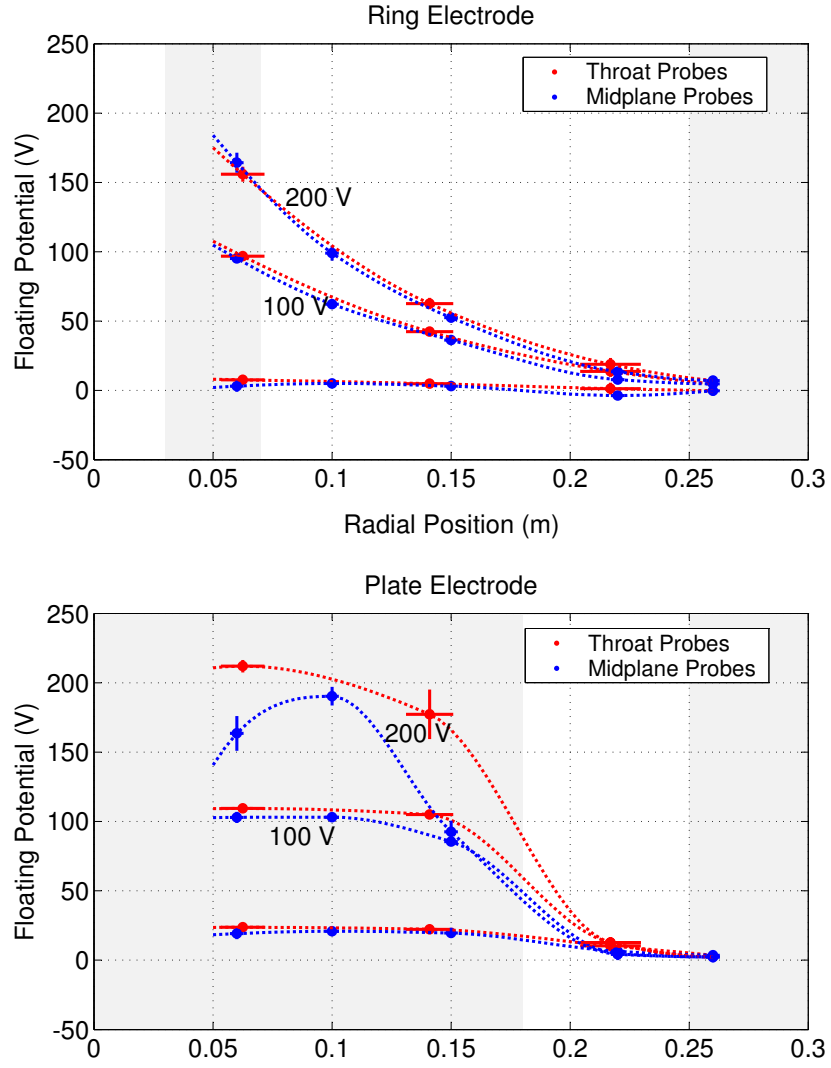 Ring Electrode
250
200
150
100
50
0
-50
Floating Potential (V)
Throat Probes
Midplane Probes
200 V
100 V
0 0.05 0.1 0.15 0.2 0.25 0.3
Radial Position (m)
Plate Electrode
250
200
150
100
50
0
-50
Floating Potential (V)
Throat Probes
Midplane Probes
200 V
100 V
0 0.05 0.1 0.15 0.2 0.25 0.3